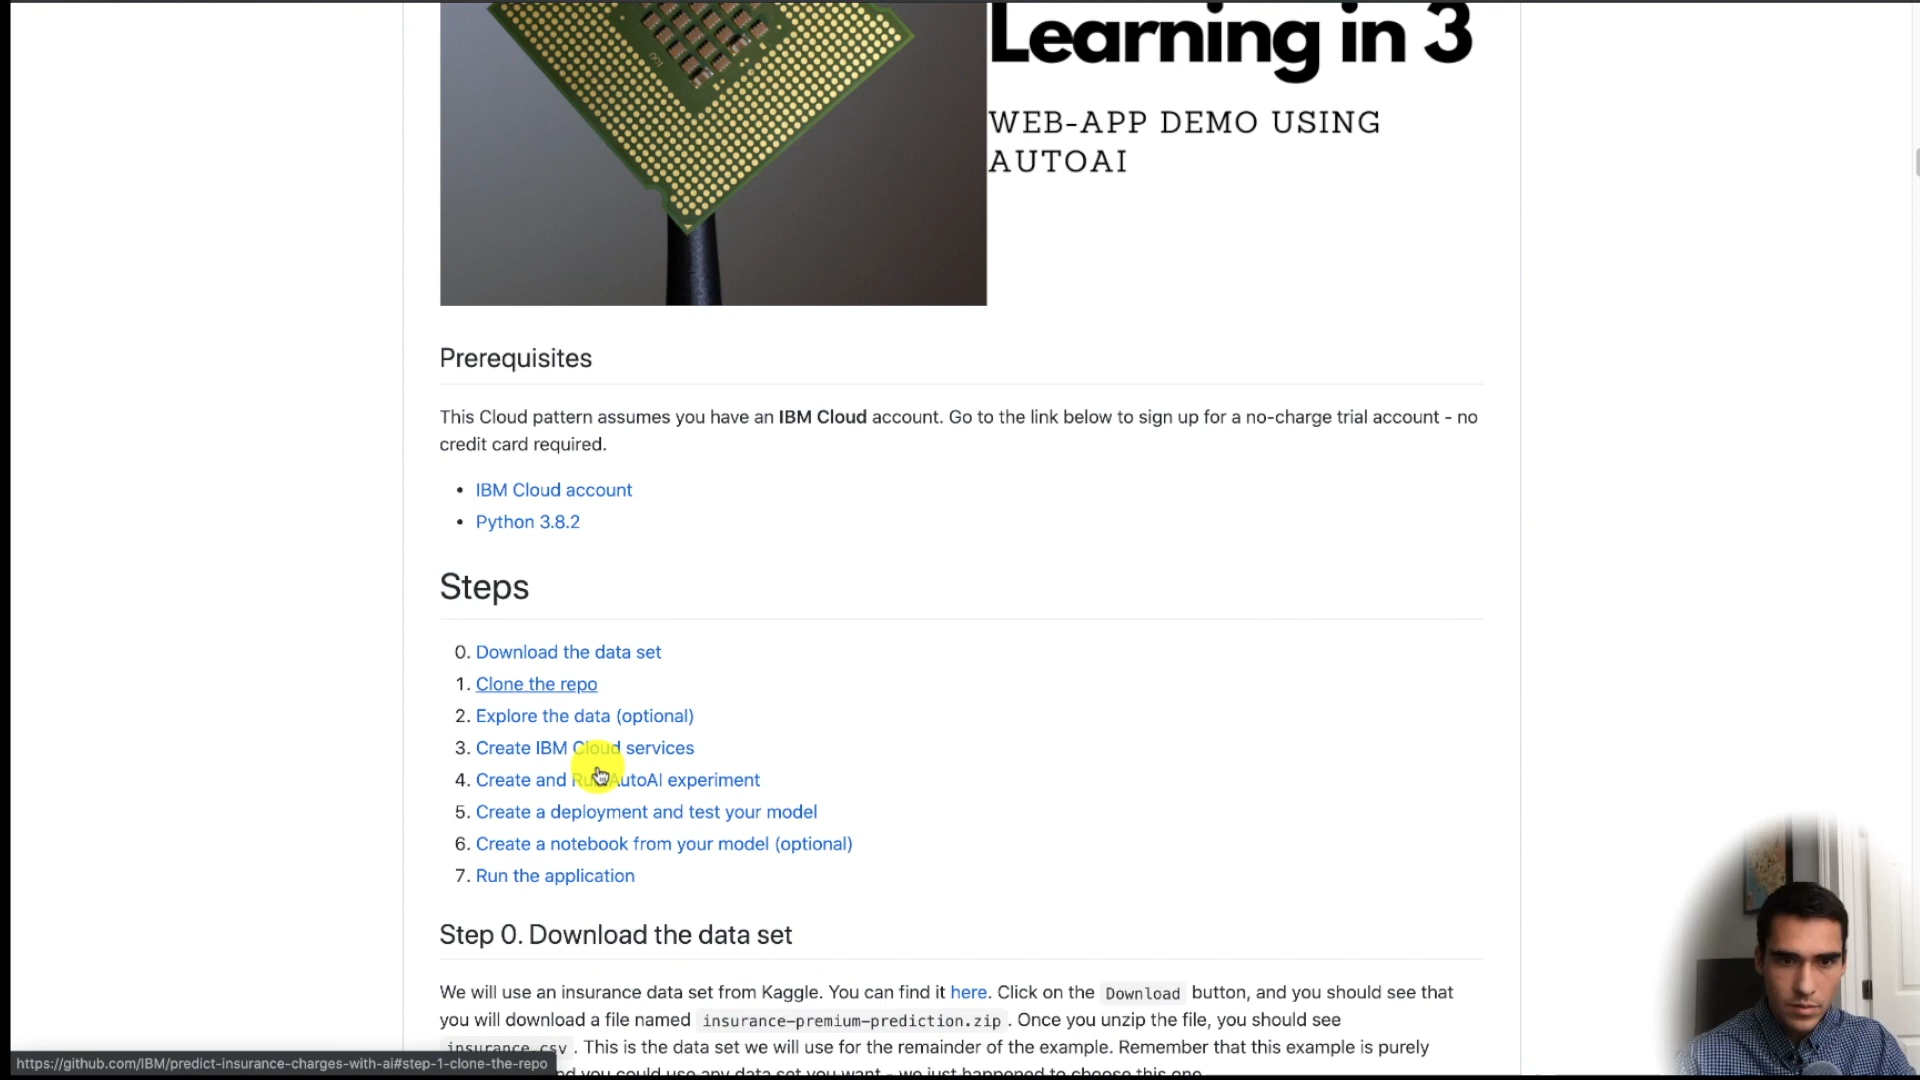 Learning in 3
WEB-APP DEMO USING
AUTOAI
Prerequisites
This Cloud pattern assumes you have an IBM Cloud account. Go to the link below to sign up for a no-charge trial account - no
credit card required.
• IBM Cloud account
• Python 3.8.2
Steps
0. Download the data set
1. Clone the repo
2. Explore the data (optional)
3. Create IBM Cloud services
4. Create and Run AutoAI experiment
5. Create a deployment and test your model
6. Create a notebook from your model (optional)
7. Run the application
Step 0. Download the data set
We will use an insurance data set from Kaggle. You can find it here. Click on the Download button, and you should see that
you will download a file named insurance-premium-prediction.zip. Once you unzip the file, you should see
insurance.csv. This is the data set we will use for the remainder of the example. Remember that this example is purely
you could use any data set you want - we just happened to choose this one.
https://github.com/IBM/predict-insurance-charges-with-ai#step-1-clone-the-repo